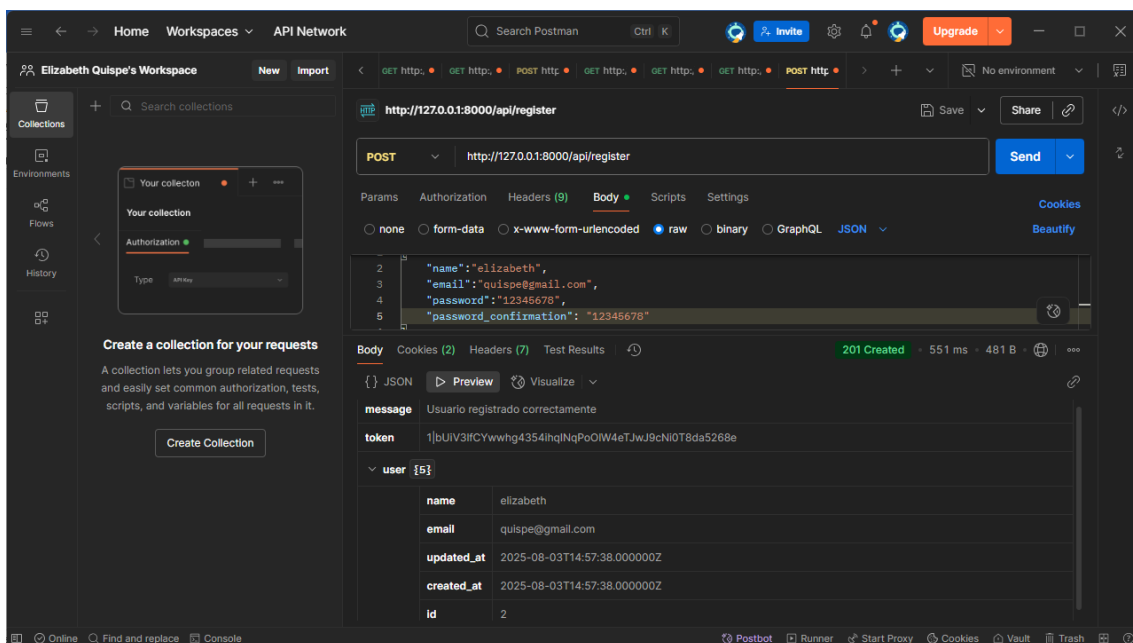 Home Workspaces API Network Search Postman Ctrl K Invite Upgrade
Elizabeth Quispe's Workspace New Import GET http:, GET http:, POST http GET http:, GET http:, GET http:, POST http No environment
Collections
Environments
Flows
History
Search collections
Your collecton
Your collection
Authorization
Type API Key
Create a collection for your requests
A collection lets you group related requests
and easily set common authorization, tests,
scripts, and variables for all requests in it.
Create Collection
HTTP http://127.0.0.1:8000/api/register Save Share
POST http://127.0.0.1:8000/api/register Send
Params Authorization Headers (9) Body Scripts Settings Cookies
none form-data x-www-form-urlencoded raw binary GraphQL JSON Beautify
2 "name":"elizabeth",
3 "email":"quispe@gmail.com",
4 "password":"12345678",
5 "password_confirmation": "12345678"
Body Cookies (2) Headers (7) Test Results 201 Created 551 ms 481 B
{} JSON Preview Visualize
message Usuario registrado correctamente
token 1|bUiV3lfCYwwhg4354ihqINqPoOlW4eTJwJ9cNi0T8da5268e
user {5}
name elizabeth
email quispe@gmail.com
updated_at 2025-08-03T14:57:38.000000Z
created_at 2025-08-03T14:57:38.000000Z
id 2
Online Find and replace Console Postbot Runner Start Proxy Cookies Vault Trash